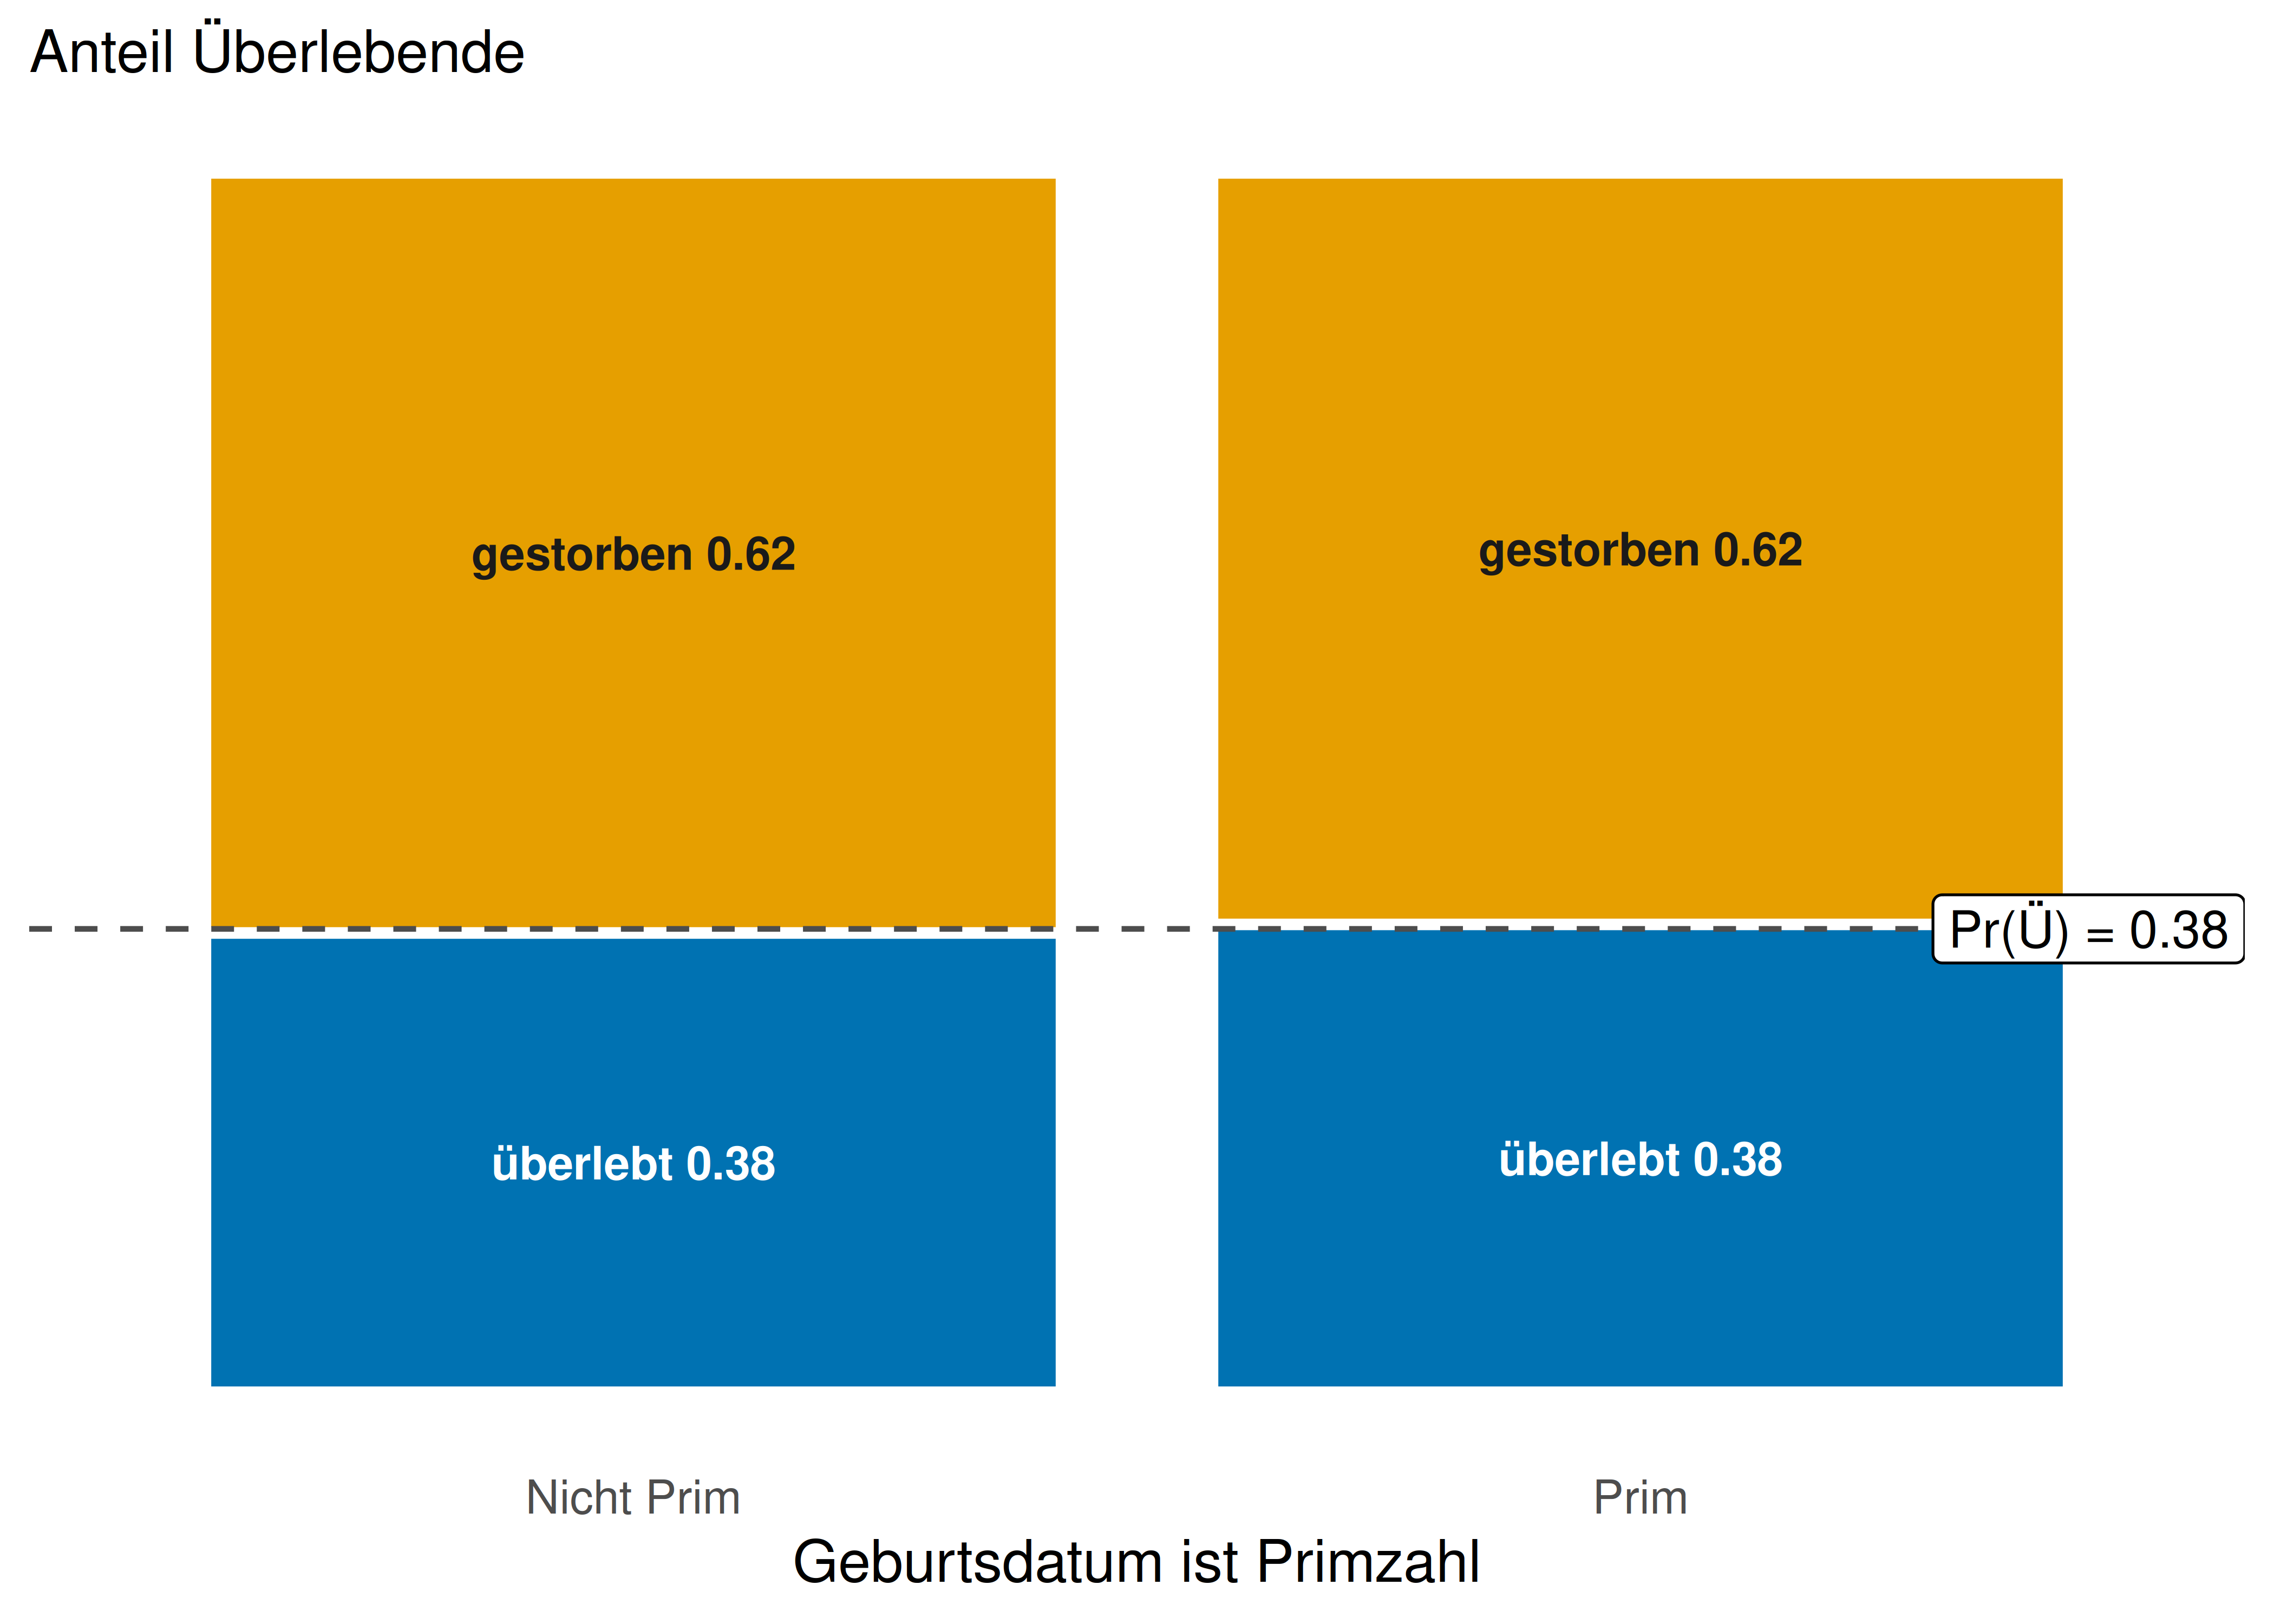 Anteil Überlebende
gestorben 0.62
gestorben 0.62
Pr(Ü) = 0.38
überlebt 0.38
überlebt 0.38
Nicht Prim
Prim
Geburtsdatum ist Primzahl